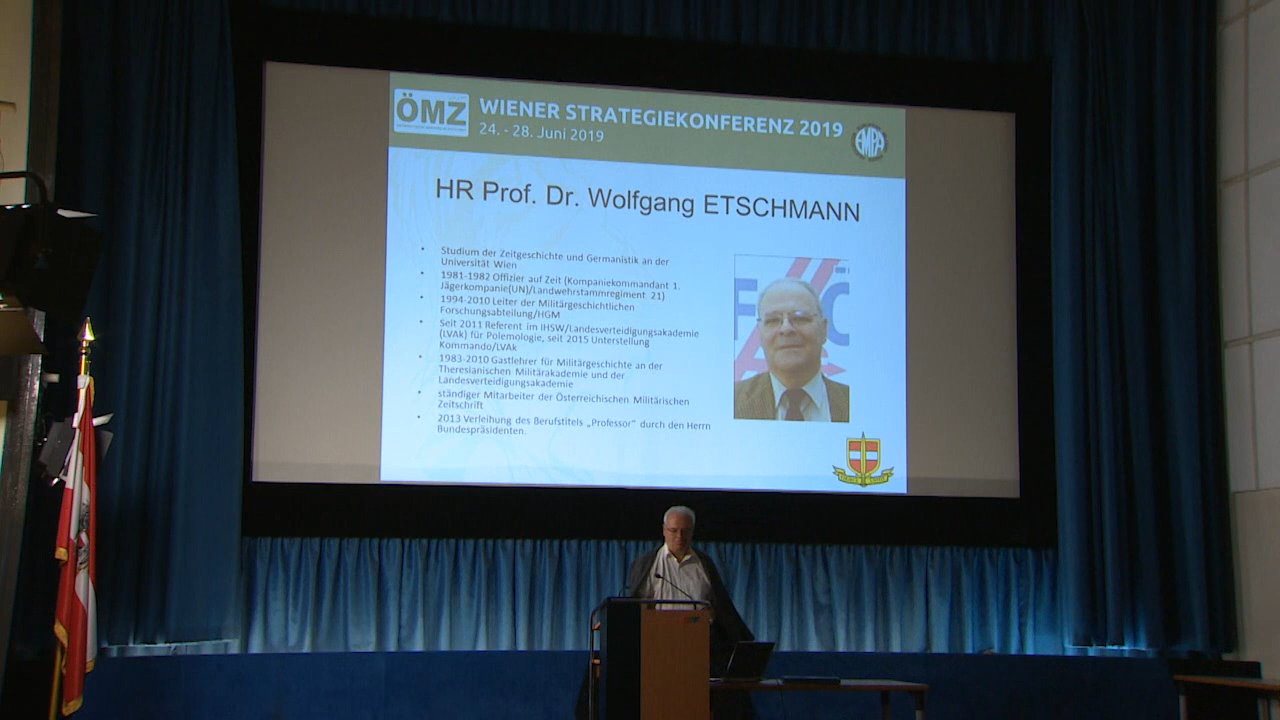 ÖMZ
WIENER STRATEGIEKONFERENZ 2019
24. - 28. Juni 2019
EMPA
HR Prof. Dr. Wolfgang ETSCHMANN
• Studium der Zeitgeschichte und Germanistik an der
Universität Wien
• 1981-1982 Offizier auf Zeit (Kompaniekommandant 1.
Jägerkompanie(UN)/Landwehrstammregiment 21)
• 1994-2010 Leiter der Militärgeschichtlichen
Forschungsabteilung/HGM
• Seit 2011 Referent im IHSW/Landesverteidigungsakademie
(LVAk) für Polemologie, seit 2015 Unterstellung
Kommando/LVAk
• 1983-2010 Gastlehrer für Militärgeschichte an der
Theresianischen Militärakademie und der
Landesverteidigungsakademie
• ständiger Mitarbeiter der Österreichischen Militärischen
Zeitschrift
• 2013 Verleihung des Berufstitels „Professor" durch den Herrn
Bundespräsidenten.